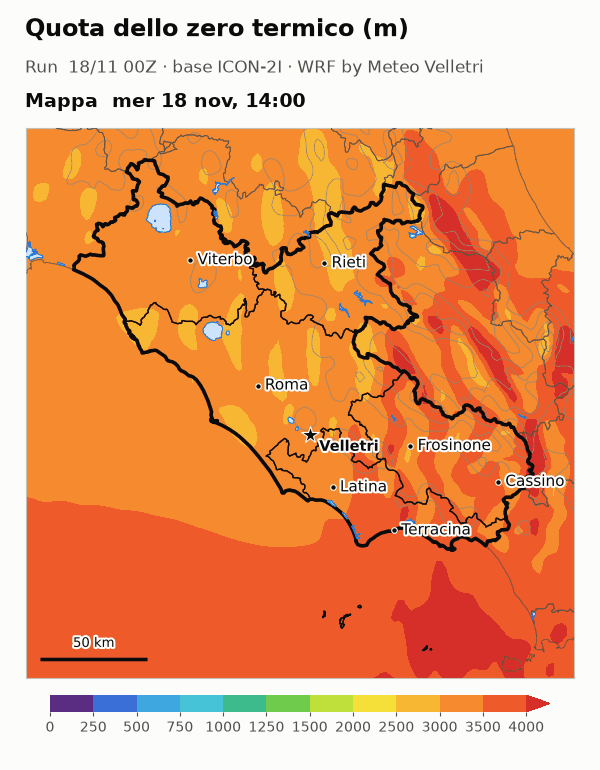 Quota dello zero termico (m)
Run 18/11 00Z · base ICON-2I · WRF by Meteo Velletri
Mappa mer 18 nov, 14:00
Viterbo
Rieti
Roma
Velletri
Frosinone
Latina
Cassino
Terracina
50 km
0 250 500 750 1000 1250 1500 2000 2500 3000 3500 4000